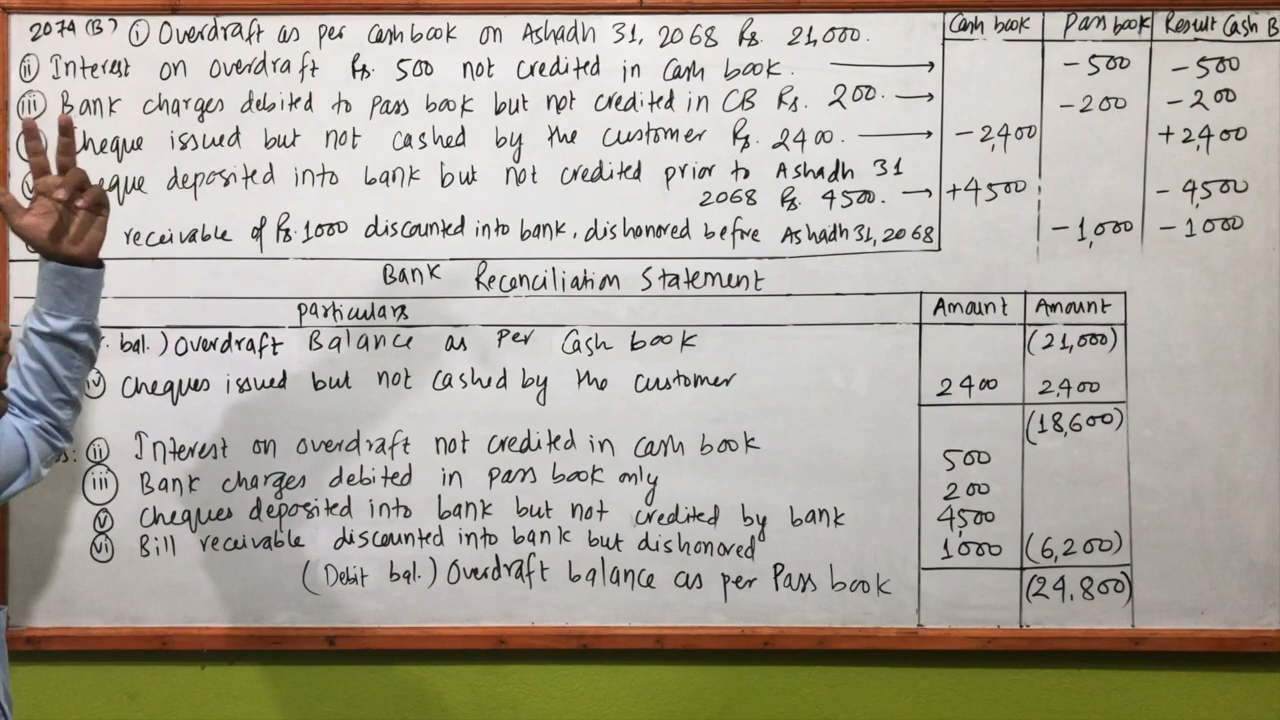 2074 (B) (i) Overdraft as per Cashbook on Ashadh 31, 2068 Rs. 21,000.
Cash book Pass book Result Cash B
(ii) Interest on overdraft Rs. 500 not credited in Cash book. → -500 -500
(iii) Bank charges debited to pass book but not credited in CB Rs. 200. → -200 -200
Cheque issued but not cashed by the customer Rs. 2400. → -2,400 +2,400
deposited into bank but not credited prior to Ashadh 31
2068 Rs. 4500. → +4500 -4,500
receivable of Rs. 1000 discounted into bank, dishonored before Ashadh 31, 2068 -1,000 -1000
Bank Reconciliation Statement
particulars Amount Amount
bal.) Overdraft Balance as Per Cash book (21,000)
(iv) Cheques issued but not cashed by the customer 2400 2,400
(18,600)
(ii) Interest on overdraft not credited in cash book 500
(iii) Bank charges debited in pass book only 200
(v) Cheques deposited into bank but not credited by bank 4500
(vi) Bill receivable discounted into bank but dishonored 1000 (6,200)
(Debit bal.) Overdraft balance as per Pass book (24,800)